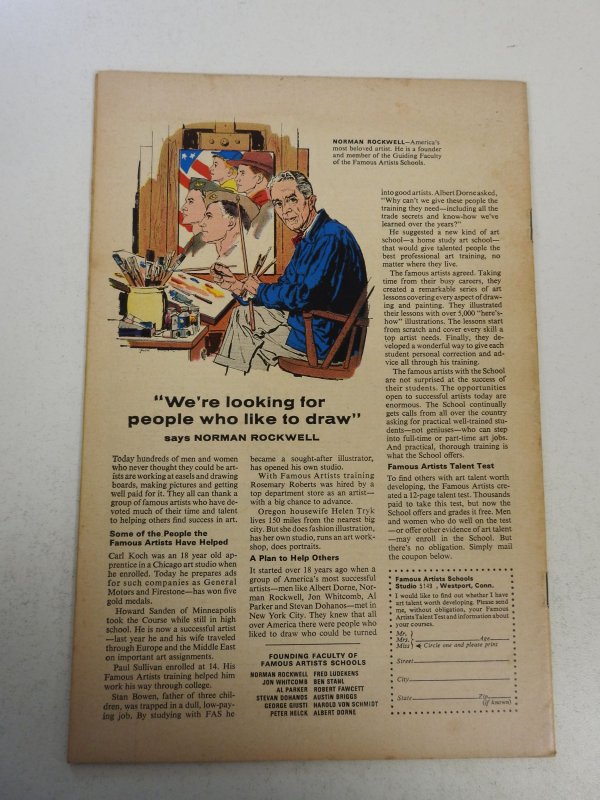 NORMAN ROCKWELL—America's
most beloved artist. He is a founder
and member of the Guiding Faculty
of the Famous Artists Schools.
"We're looking for
people who like to draw"
says NORMAN ROCKWELL
Today hundreds of men and women
who never thought they could be art-
ists are working at easels and drawing
boards, making pictures and getting
well paid for it. They all can thank a
group of famous artists who have de-
voted much of their time and talent
to helping others find success in art.
Some of the People the
Famous Artists Have Helped
Carl Koch was an 18 year old ap-
prentice in a Chicago art studio when
he enrolled. Today he prepares ads
for such companies as General
Motors and Firestone—has won five
gold medals.
Howard Sanden of Minneapolis
took the Course while still in high
school. He is now a successful artist
—last year he and his wife traveled
through Europe and the Middle East
on important art assignments.
Paul Sullivan enrolled at 14. His
Famous Artists training helped him
work his way through college.
Stan Bowen, father of three chil-
dren, was trapped in a dull, low-pay-
ing job. By studying with FAS he
became a sought-after illustrator,
has opened his own studio.
With Famous Artists training
Rosemary Roberts was hired by a
top department store as an artist—
with a big chance to advance.
Oregon housewife Helen Tryk
lives 150 miles from the nearest big
city. But she does fashion illustration,
has her own studio, runs an art work-
shop, does portraits.
A Plan to Help Others
It started over 18 years ago when a
group of America's most successful
artists—men like Albert Dorne, Nor-
man Rockwell, Jon Whitcomb, Al
Parker and Stevan Dohanos—met in
New York City. They knew that all
over America there were people who
liked to draw who could be turned
FOUNDING FACULTY OF
FAMOUS ARTISTS SCHOOLS
NORMAN ROCKWELL FRED LUDEKENS
JON WHITCOMB BEN STAHL
AL PARKER ROBERT FAWCETT
STEVAN DOHANOS AUSTIN BRIGGS
GEORGE GIUSTI HAROLD VON SCHMIDT
PETER HELCK ALBERT DORNE
into good artists. Albert Dorne asked,
"Why can't we give these people the
training they need—including all the
trade secrets and know-how we've
learned over the years?"
He suggested a new kind of art
school—a home study art school—
that would give talented people the
best professional art training, no
matter where they live.
The famous artists agreed. Taking
time from their busy careers, they
created a remarkable series of art
lessons covering every aspect of draw-
ing and painting. They illustrated
their lessons with over 5,000 "here's-
how" illustrations. The lessons start
from scratch and cover every skill a
top artist needs. Finally, they de-
veloped a wonderful way to give each
student personal correction and ad-
vice all through his training.
The famous artists with the School
are not surprised at the success of
their students. The opportunities
open to successful artists today are
enormous. The School continually
gets calls from all over the country
asking for practical well-trained stu-
dents—not geniuses—who can step
into full-time or part-time art jobs.
And practical, thorough training is
what the School offers.
Famous Artists Talent Test
To find others with art talent worth
developing, the Famous Artists cre-
ated a 12-page talent test. Thousands
paid to take this test, but now the
School offers and grades it free. Men
and women who do well on the test
—or offer other evidence of art talent
—may enroll in the School. But
there's no obligation. Simply mail
the coupon below.
Famous Artists Schools
Studio 5149, Westport, Conn.
I would like to find out whether I have
art talent worth developing. Please send
me, without obligation, your Famous
Artists Talent Test and information about
your courses.
Mr.
Mrs. Age
Miss Circle one and please print
Street
City
State Zip
(if known)